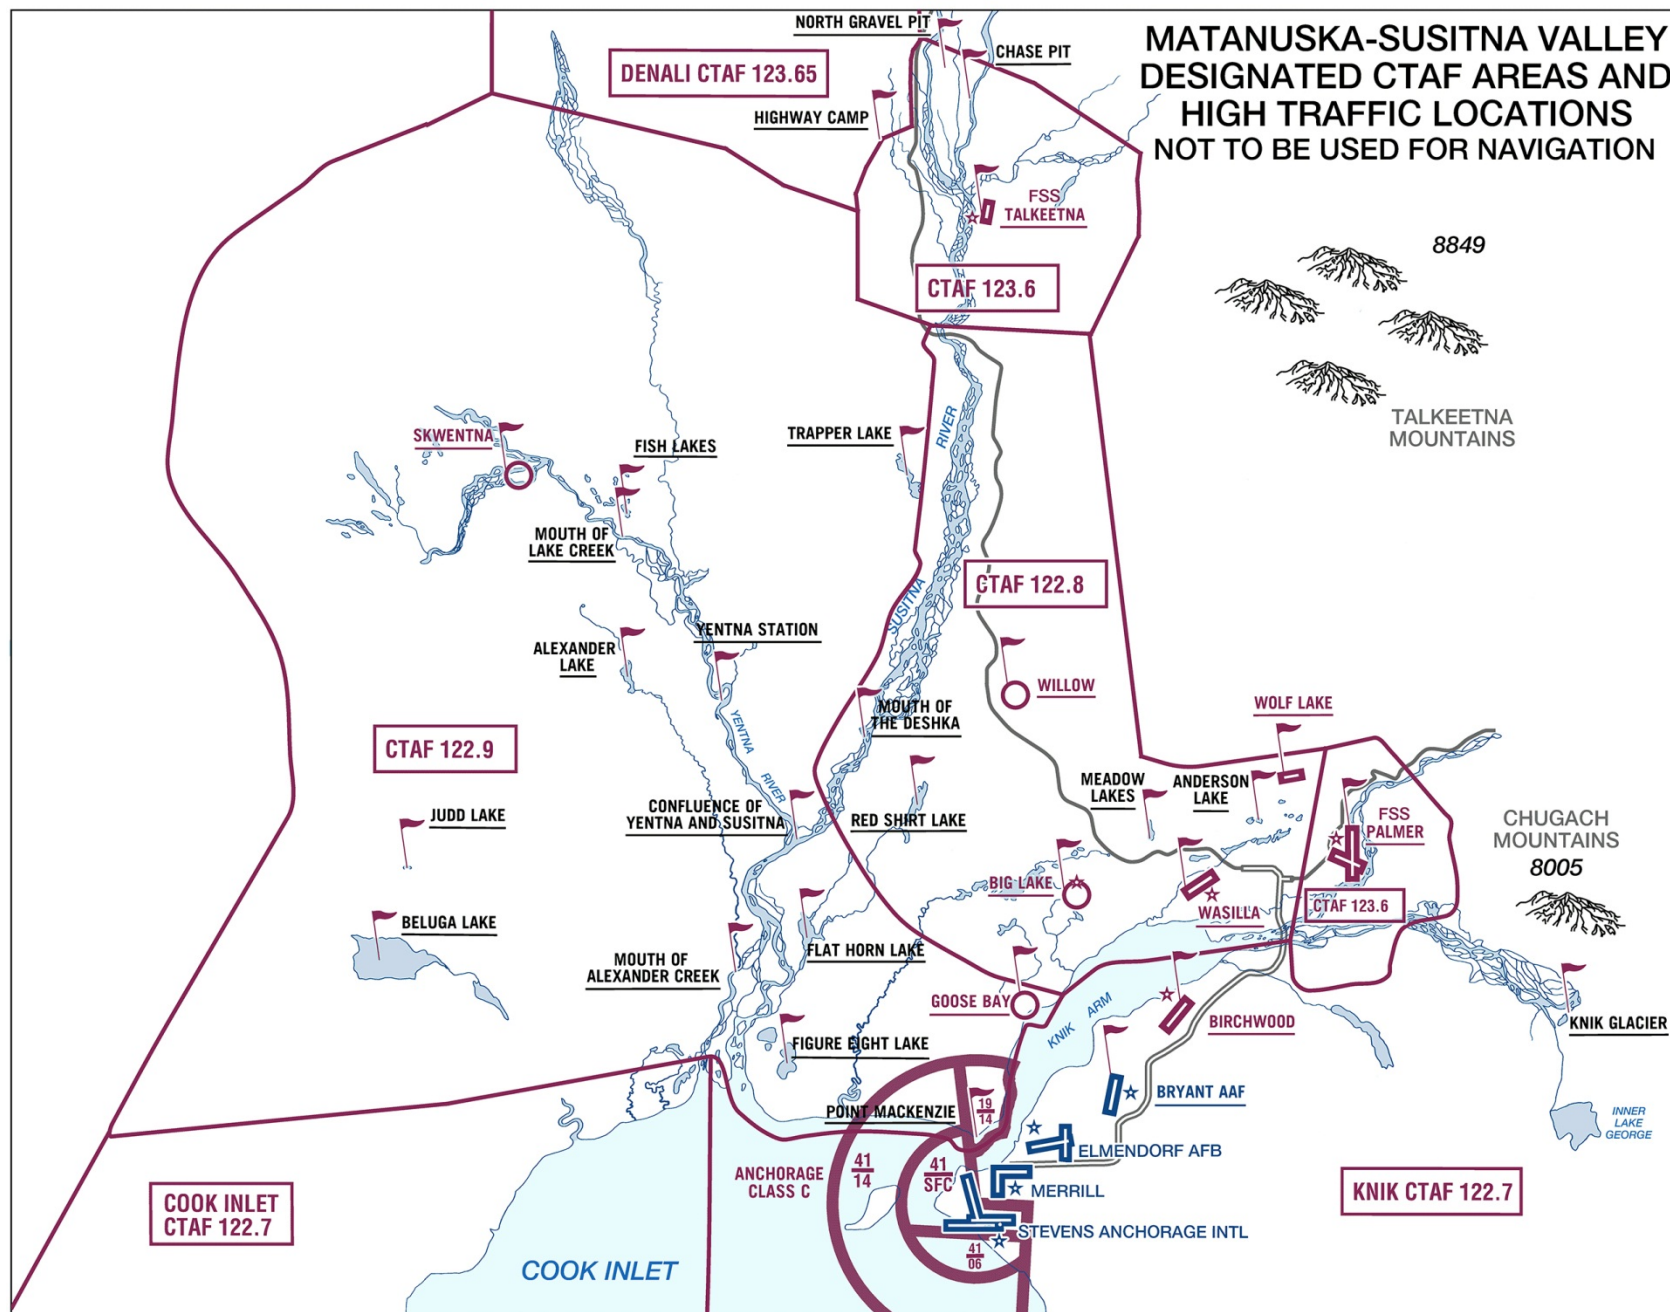 MATANUSKA-SUSITNA VALLEY
DESIGNATED CTAF AREAS AND
HIGH TRAFFIC LOCATIONS
NOT TO BE USED FOR NAVIGATION
NORTH GRAVEL PIT
CHASE PIT
DENALI CTAF 123.65
HIGHWAY CAMP
FSS
TALKEETNA
8849
CTAF 123.6
TALKEETNA
MOUNTAINS
SKWENTNA
FISH LAKES
TRAPPER LAKE
RIVER
SUSITNA
MOUTH OF
LAKE CREEK
CTAF 122.8
YENTNA STATION
ALEXANDER
LAKE
WILLOW
WOLF LAKE
MOUTH OF
THE DESHKA
YENTNA
RIVER
CTAF 122.9
MEADOW
LAKES
ANDERSON
LAKE
JUDD LAKE
CONFLUENCE OF
YENTNA AND SUSITNA
RED SHIRT LAKE
FSS
PALMER
CHUGACH
MOUNTAINS
8005
BIG LAKE
WASILLA
CTAF 123.6
BELUGA LAKE
FLAT HORN LAKE
MOUTH OF
ALEXANDER CREEK
GOOSE BAY
KNIK ARM
BIRCHWOOD
KNIK GLACIER
FIGURE EIGHT LAKE
BRYANT AAF
POINT MACKENZIE
19
14
INNER
LAKE
GEORGE
ELMENDORF AFB
ANCHORAGE
CLASS C
41
14
41
SFC
MERRILL
COOK INLET
CTAF 122.7
KNIK CTAF 122.7
STEVENS ANCHORAGE INTL
41
06
COOK INLET